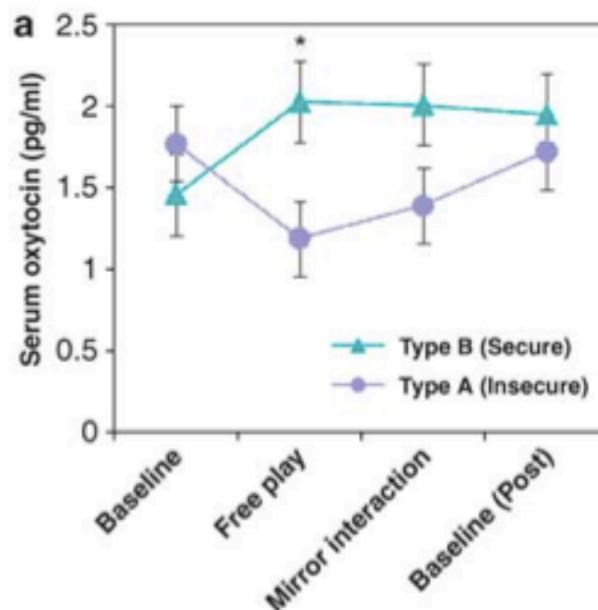 a
2.5
*
2
1.5
1
0.5
0
Serum oxytocin (pg/ml)
Type B (Secure)
Type A (Insecure)
Baseline
Free play
Mirror interaction
Baseline (Post)